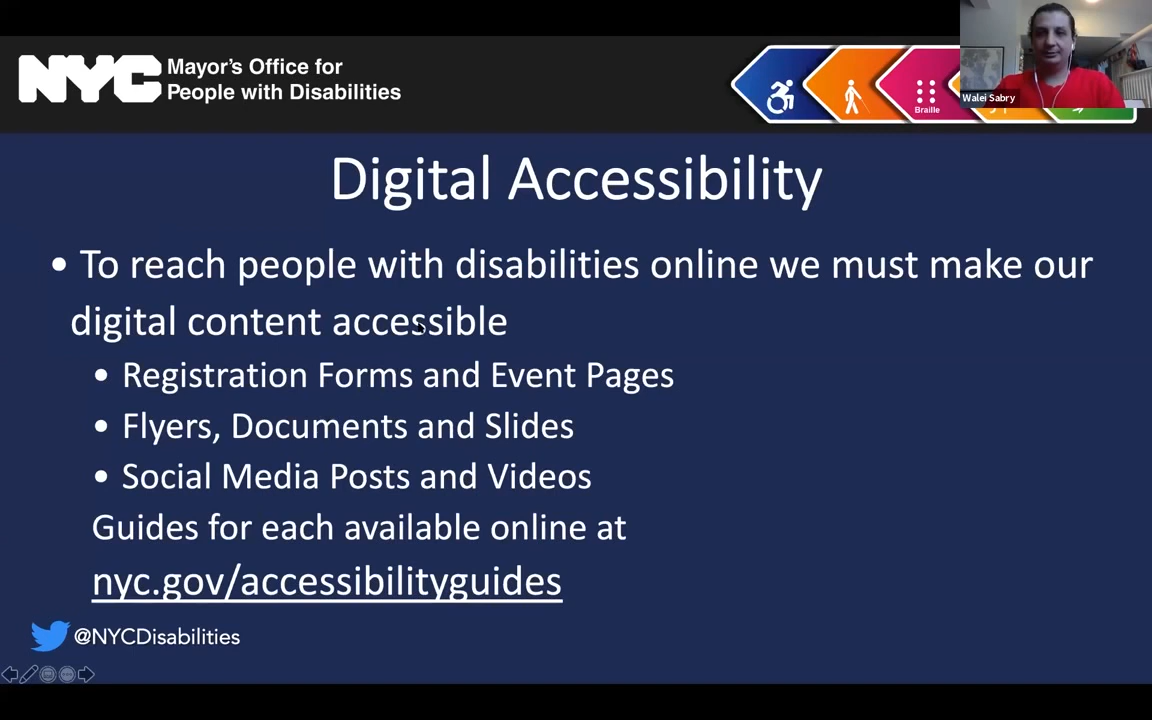 NYC Mayor's Office for
People with Disabilities
Braille
Walei Sabry
Digital Accessibility
• To reach people with disabilities online we must make our
digital content accessible
• Registration Forms and Event Pages
• Flyers, Documents and Slides
• Social Media Posts and Videos
Guides for each available online at
nyc.gov/accessibilityguides
@NYCDisabilities